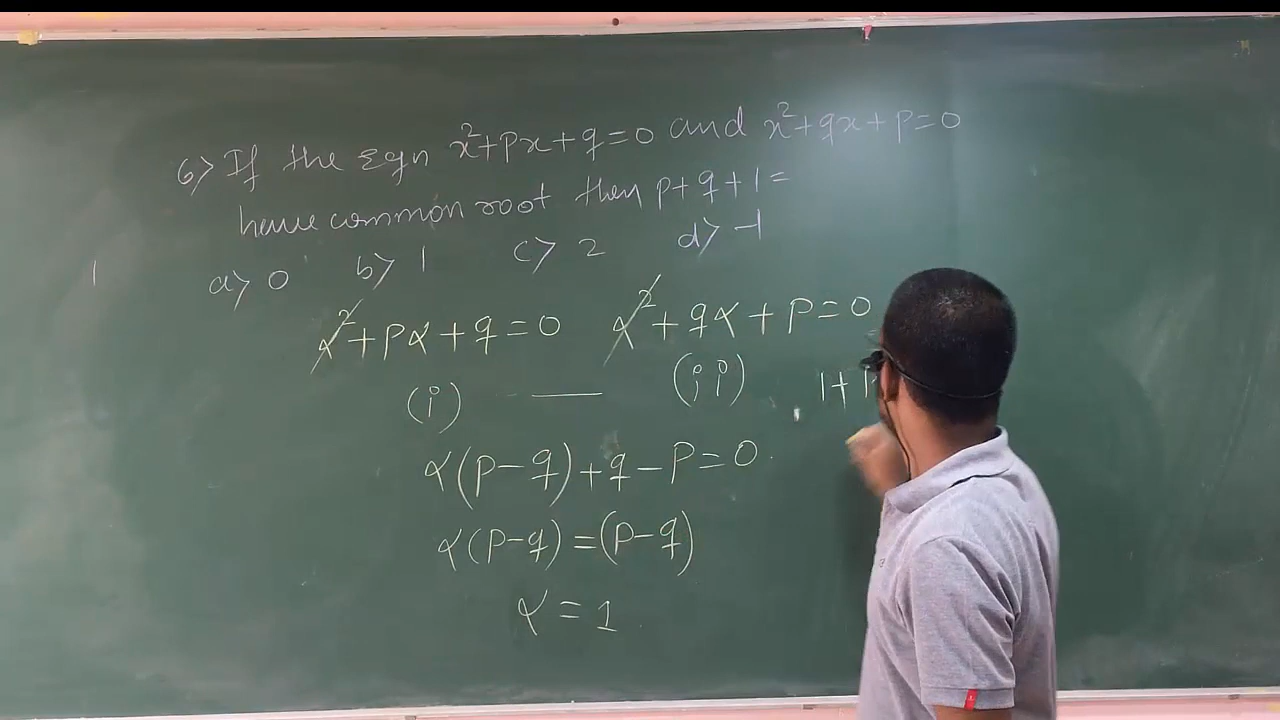 6> If the Eqn x²+px+q=0 and x²+qx+p=0
have common root then p+q+1=
a> 0 b> 1 c> 2 d> -1
α²+pα+q=0 α²+qα+p=0
(i) — (ii)
1+
α(p-q)+q-p=0
α(p-q)=(p-q)
α=1